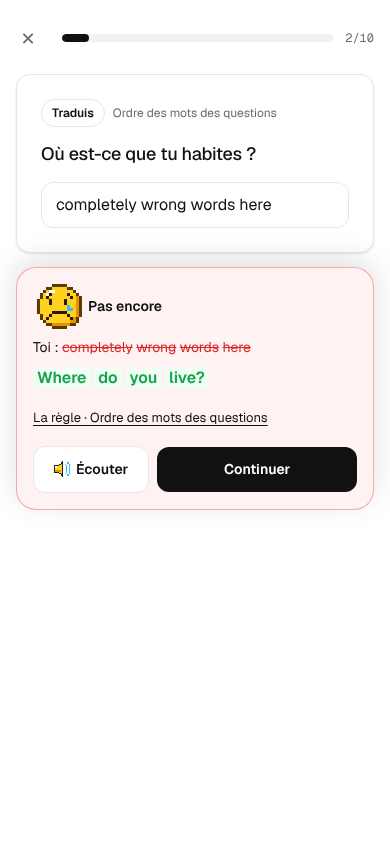 2/10
Traduis Ordre des mots des questions
Où est-ce que tu habites ?
completely wrong words here
Pas encore
Toi : completely wrong words here
Where do you live?
La règle · Ordre des mots des questions
Écouter Continuer